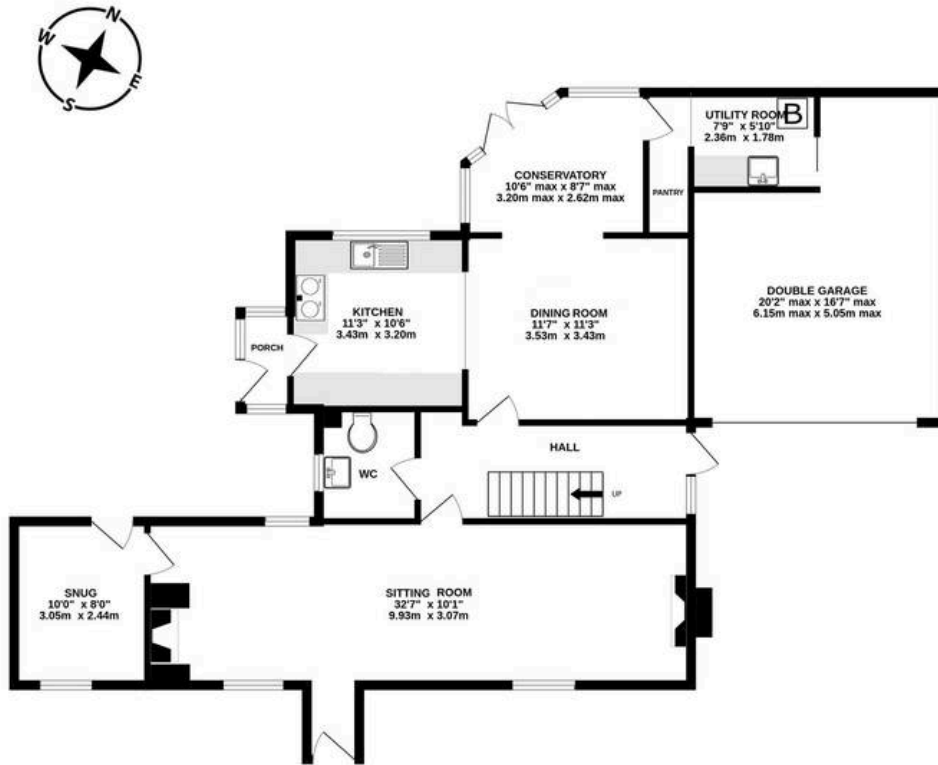 N
W
E
S
UTILITY ROOM
7'9" x 5'10"
2.36m x 1.78m
B
CONSERVATORY
10'6" max x 8'7" max
3.20m max x 2.62m max
PANTRY
KITCHEN
11'3" x 10'6"
3.43m x 3.20m
DINING ROOM
11'7" x 11'3"
3.53m x 3.43m
DOUBLE GARAGE
20'2" max x 16'7" max
6.15m max x 5.05m max
PORCH
HALL
WC
UP
SNUG
10'0" x 8'0"
3.05m x 2.44m
SITTING ROOM
32'7" x 10'1"
9.93m x 3.07m